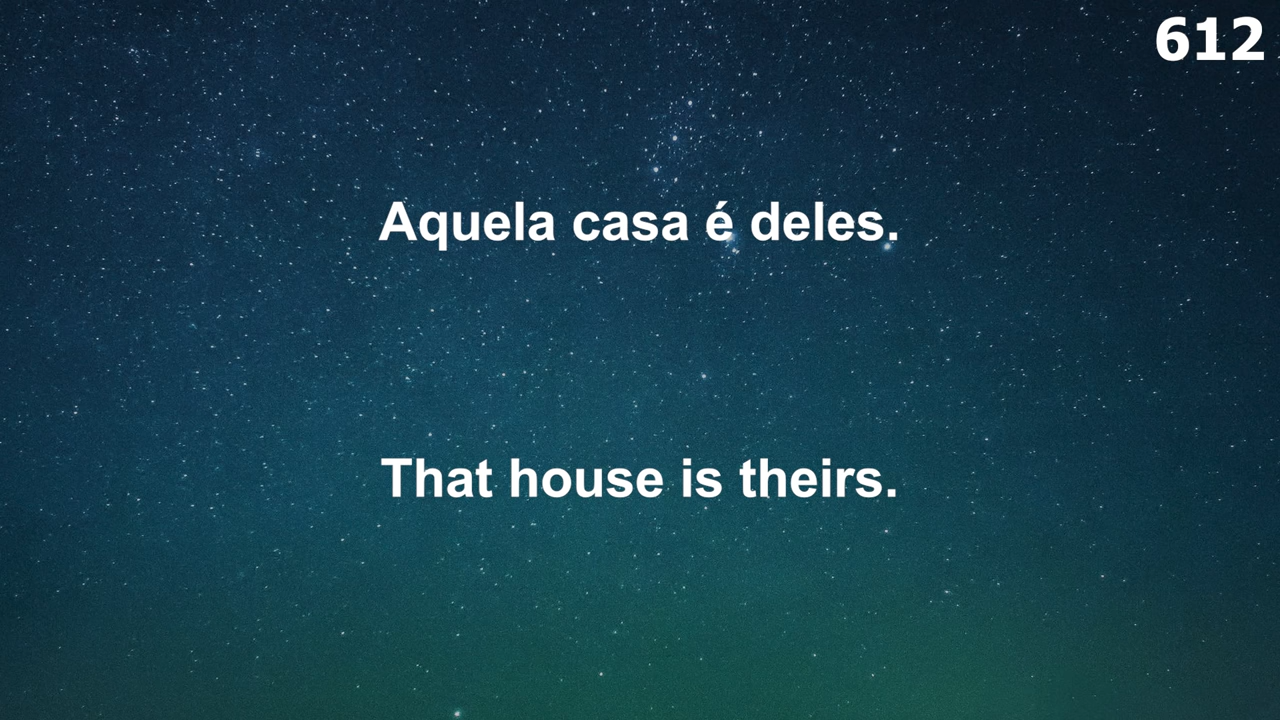 612
Aquela casa é deles.
That house is theirs.